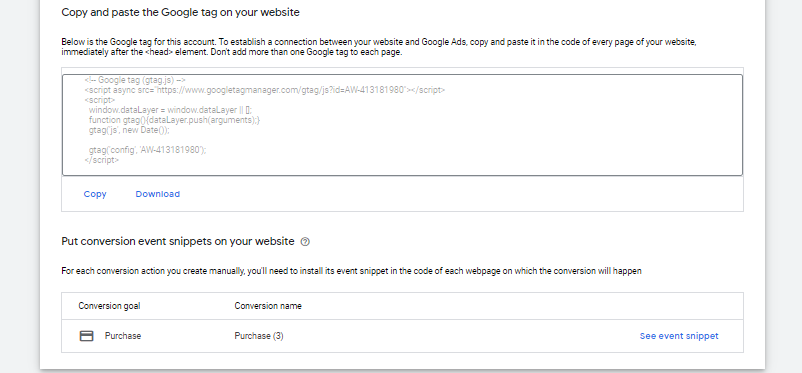 Copy and paste the Google tag on your website
Below is the Google tag for this account. To establish a connection between your website and Google Ads, copy and paste it in the code of every page of your website,
immediately after the <head> element. Don't add more than one Google tag to each page.
<!-- Google tag (gtag.js) -->
<script async src="https://www.googletagmanager.com/gtag/js?id=AW-413181980"></script>
<script>
window.dataLayer = window.dataLayer || [];
function gtag(){dataLayer.push(arguments);}
gtag('js', new Date());
gtag('config', 'AW-413181980');
</script>
Copy Download
Put conversion event snippets on your website
For each conversion action you create manually, you'll need to install its event snippet in the code of each webpage on which the conversion will happen
Conversion goal Conversion name
Purchase Purchase (3) See event snippet